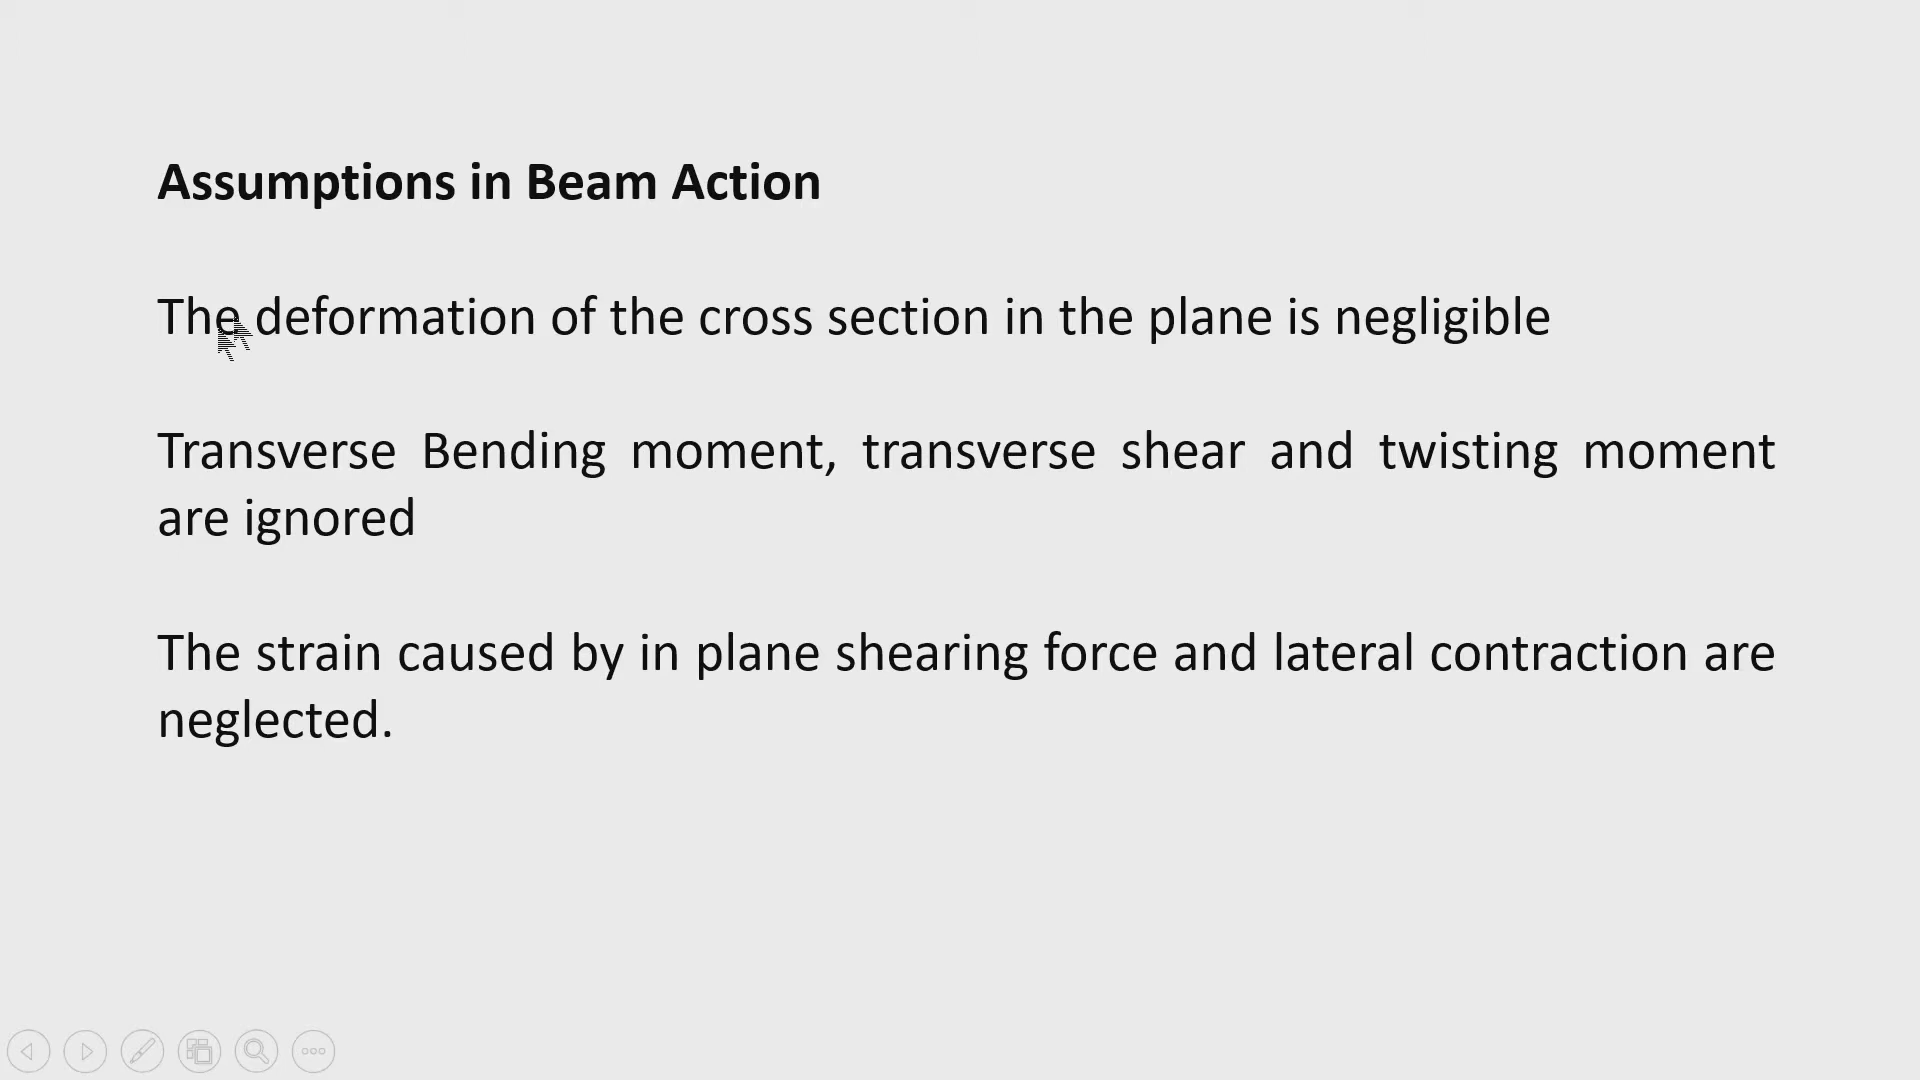 Assumptions in Beam Action
The deformation of the cross section in the plane is negligible
Transverse Bending moment, transverse shear and twisting moment
are ignored
The strain caused by in plane shearing force and lateral contraction are
neglected.